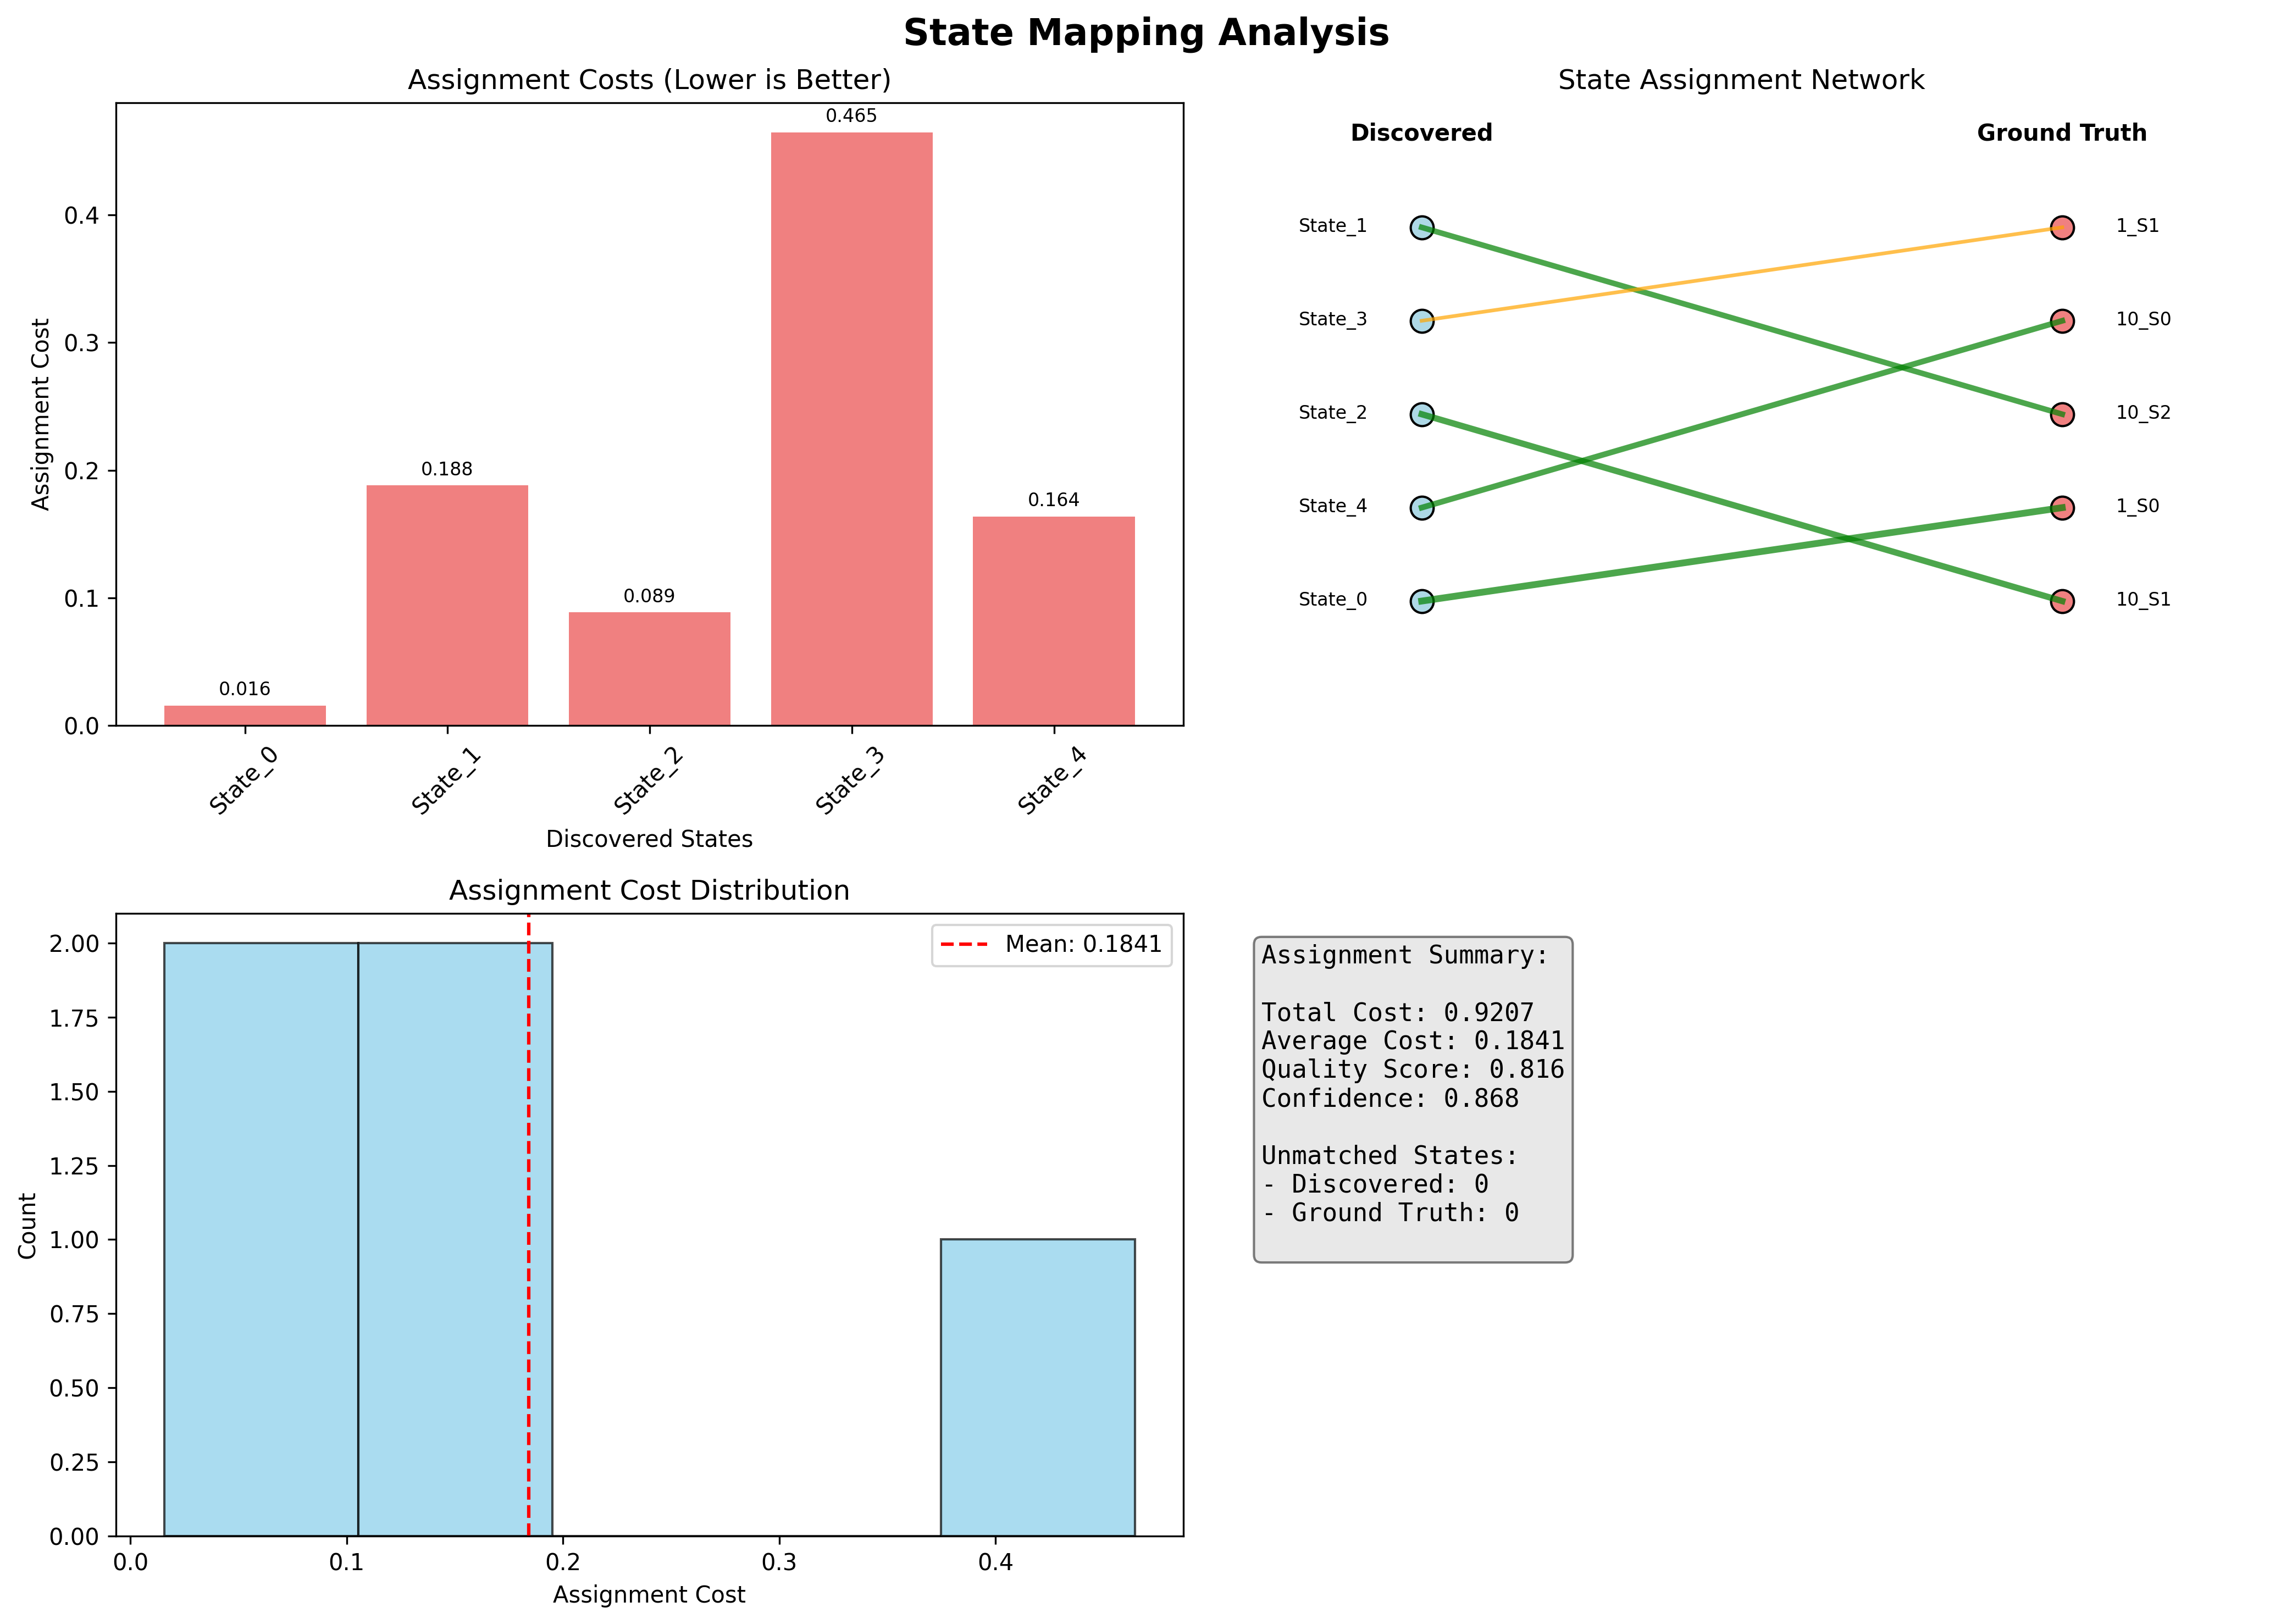 State Mapping Analysis
Assignment Costs (Lower is Better)
Assignment Cost
0.4
0.3
0.2
0.1
0.0
0.016
0.188
0.089
0.465
0.164
State_0
State_1
State_2
State_3
State_4
Discovered States
State Assignment Network
Discovered
Ground Truth
State_1
1_S1
State_3
10_S0
State_2
10_S2
State_4
1_S0
State_0
10_S1
Assignment Cost Distribution
Count
2.00
1.75
1.50
1.25
1.00
0.75
0.50
0.25
0.00
Mean: 0.1841
0.0
0.1
0.2
0.3
0.4
Assignment Cost
Assignment Summary:
Total Cost: 0.9207
Average Cost: 0.1841
Quality Score: 0.816
Confidence: 0.868
Unmatched States:
- Discovered: 0
- Ground Truth: 0